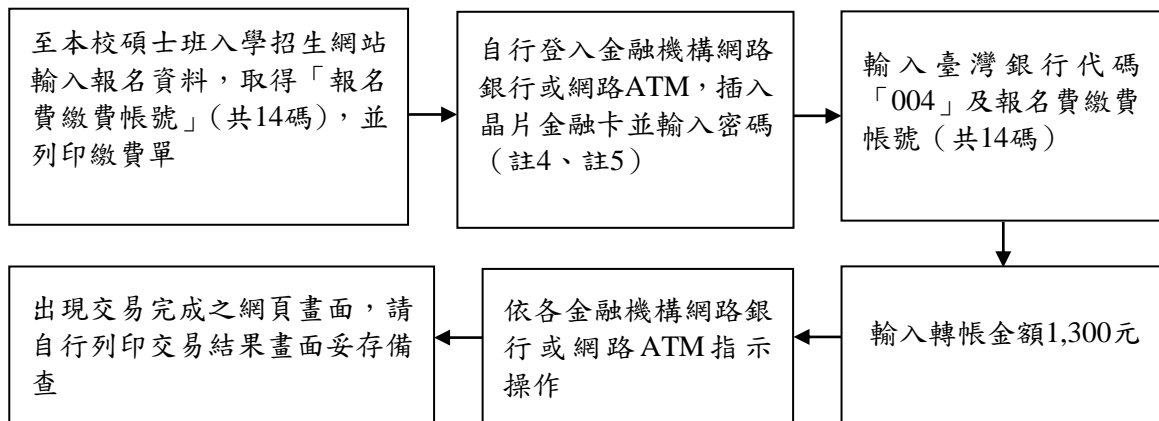 至本校碩士班入學招生網站
輸入報名資料，取得「報名
費繳費帳號」（共14碼），並
列印繳費單
自行登入金融機構網路
銀行或網路ATM，插入
晶片金融卡並輸入密碼
（註4、註5）
輸入臺灣銀行代碼
「004」及報名費繳費
帳號（共14碼）
輸入轉帳金額1,300元
依各金融機構網路銀
行或網路ATM指示
操作
出現交易完成之網頁畫面，請
自行列印交易結果畫面妥存備
查